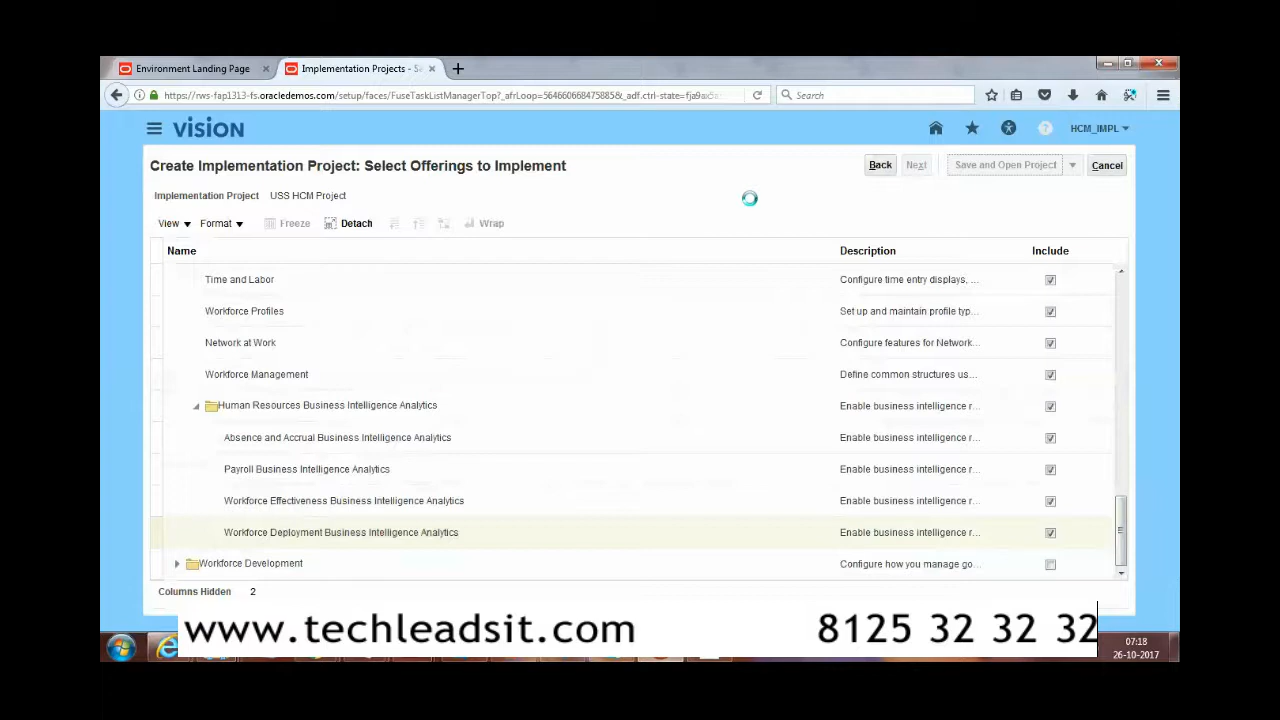 Environment Landing Page
Implementation Projects - Sa
https://rws-fap1313-fs.oracledemos.com/setup/faces/FuseTaskListManagerTop?_afrLoop=5646606684758858&_adf.ctrl-state=fja9aida
Search
VISION
HCM_IMPL
Create Implementation Project: Select Offerings to Implement
Back
Next
Save and Open Project
Cancel
Implementation Project USS HCM Project
View Format Freeze Detach Wrap
Name Description Include
Time and Labor Configure time entry displays, ...
Workforce Profiles Set up and maintain profile typ...
Network at Work Configure features for Network...
Workforce Management Define common structures us...
Human Resources Business Intelligence Analytics Enable business intelligence r...
Absence and Accrual Business Intelligence Analytics Enable business intelligence r...
Payroll Business Intelligence Analytics Enable business intelligence r...
Workforce Effectiveness Business Intelligence Analytics Enable business intelligence r...
Workforce Deployment Business Intelligence Analytics Enable business intelligence r...
Workforce Development Configure how you manage go...
Columns Hidden 2
www.techleadsit.com 8125 32 32 32
07:18
26-10-2017